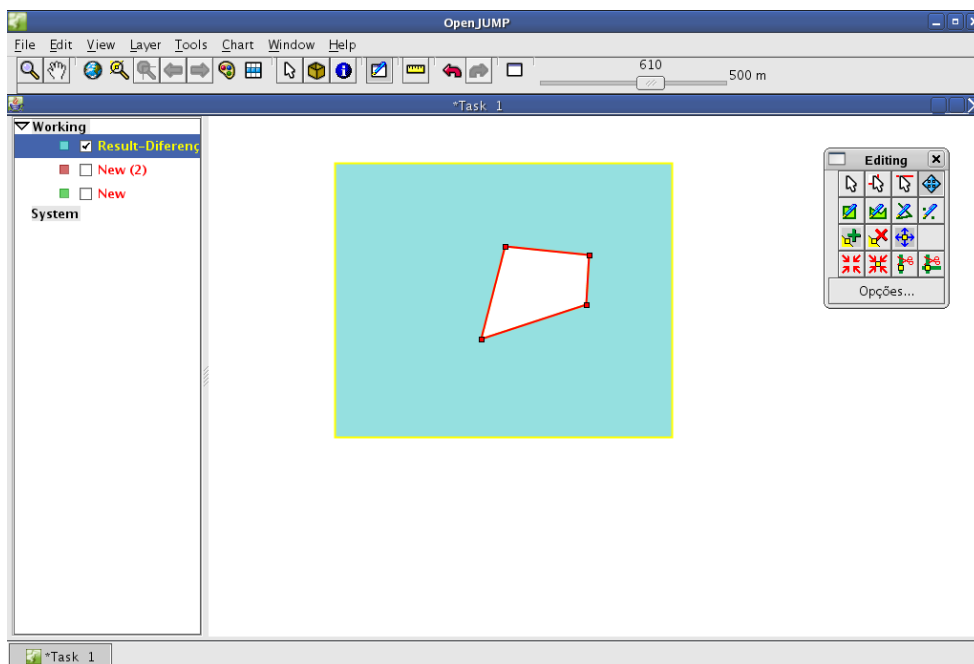 OpenJUMP
File Edit View Layer Tools Chart Window Help
610
500 m
*Task 1
Working
Result-Diferenç
New (2)
New
System
Editing
Opções...
*Task 1